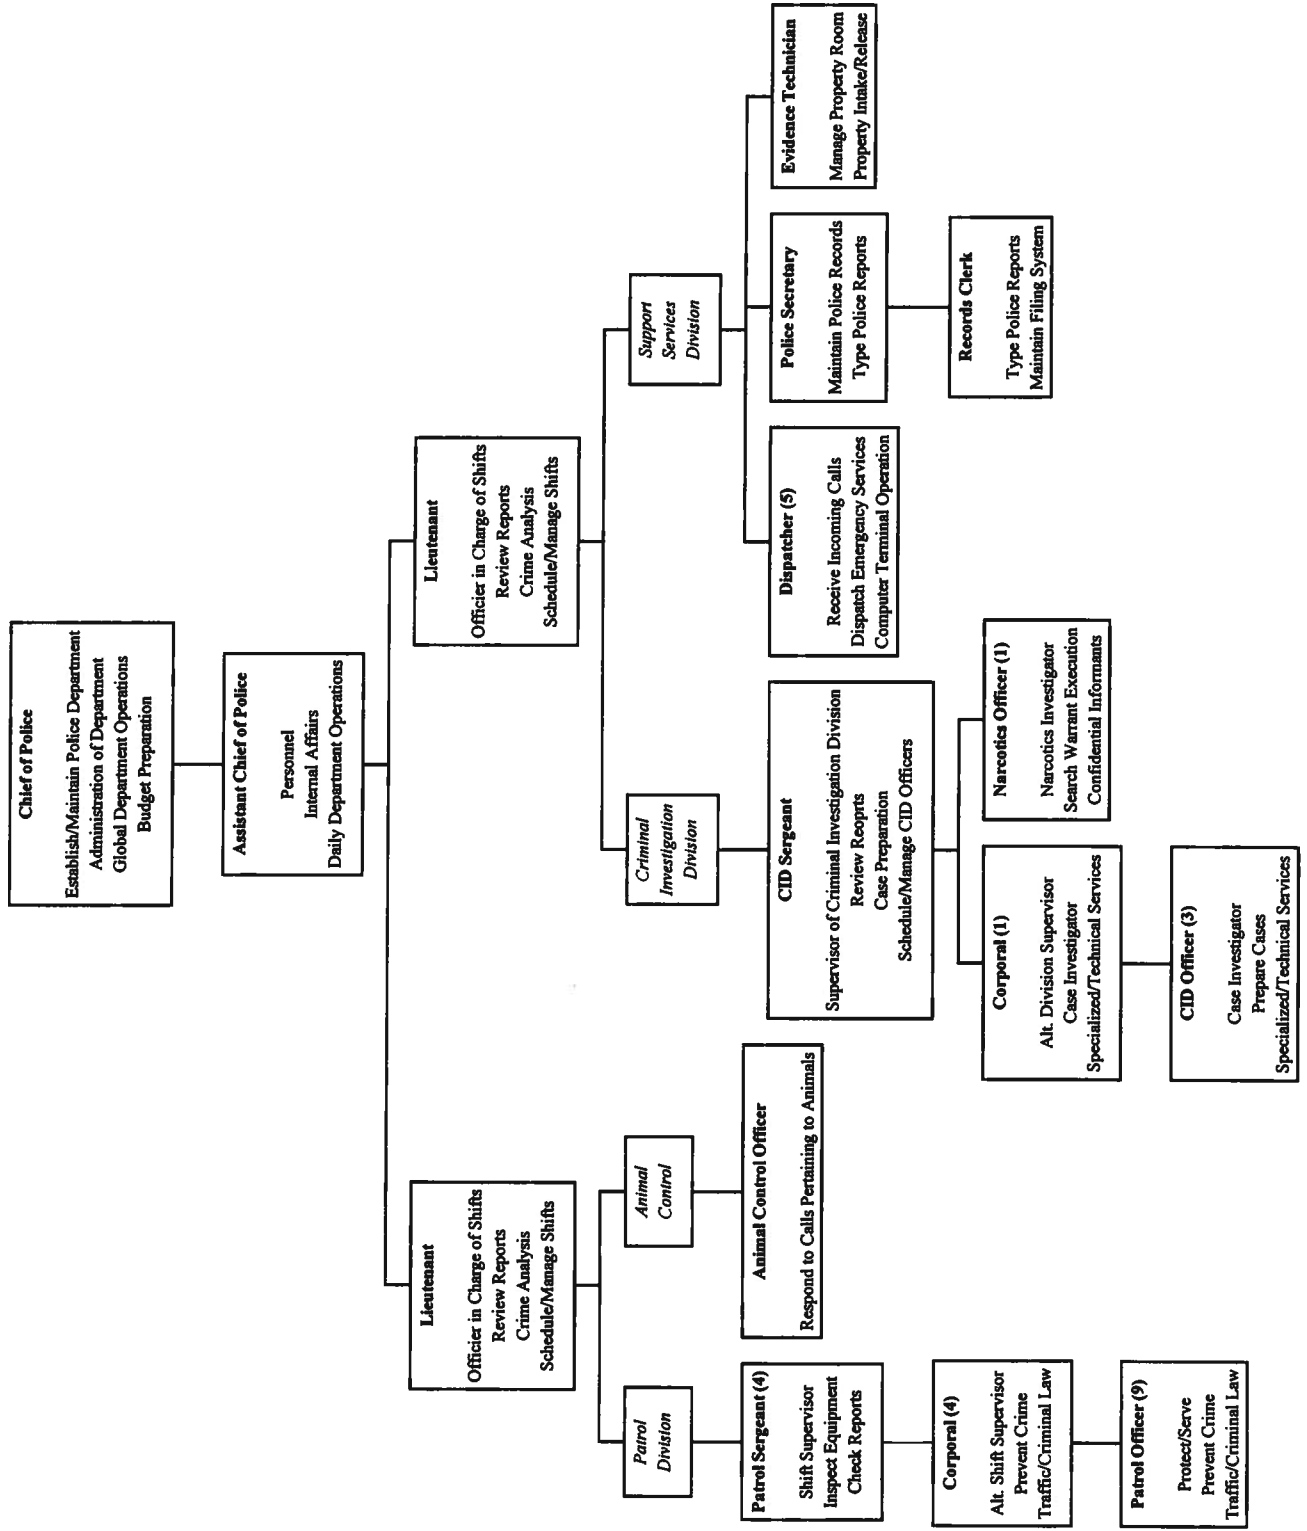 Chief of Police
Establish/Maintain Police Department
Administration of Department
Global Department Operations
Budget Preparation
Assistant Chief of Police
Personnel
Internal Affairs
Daily Department Operations
Lieutenant
Officier in Charge of Shifts
Review Reports
Crime Analysis
Schedule/Manage Shifts
Patrol
Division
Patrol Sergeant (4)
Shift Supervisor
Inspect Equipment
Check Reports
Corporal (4)
Alt. Shift Supervisor
Prevent Crime
Traffic/Criminal Law
Patrol Officer (9)
Protect/Serve
Prevent Crime
Traffic/Criminal Law
Animal
Control
Animal Control Officer
Respond to Calls Pertaining to Animals
Lieutenant
Officier in Charge of Shifts
Review Reports
Crime Analysis
Schedule/Manage Shifts
Criminal
Investigation
Division
CID Sergeant
Supervisor of Criminal Investigation Division
Review Reoprts
Case Preparation
Schedule/Manage CID Officers
Corporal (1)
Alt. Division Supervisor
Case Investigator
Specialized/Technical Services
CID Officer (3)
Case Investigator
Prepare Cases
Specialized/Technical Services
Narcotics Officer (1)
Narcotics Investigator
Search Warrant Execution
Confidential Informants
Support
Services
Division
Dispatcher (5)
Receive Incoming Calls
Dispatch Emergency Services
Computer Terminal Operation
Police Secretary
Maintain Police Records
Type Police Reports
Records Clerk
Type Police Reports
Maintain Filing System
Evidence Technician
Manage Property Room
Property Intake/Release